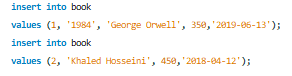 insert into book
values (1, '1984', 'George Orwell', 350,'2019-06-13');
insert into book
values (2, 'Khaled Hosseini', 450,'2018-04-12');